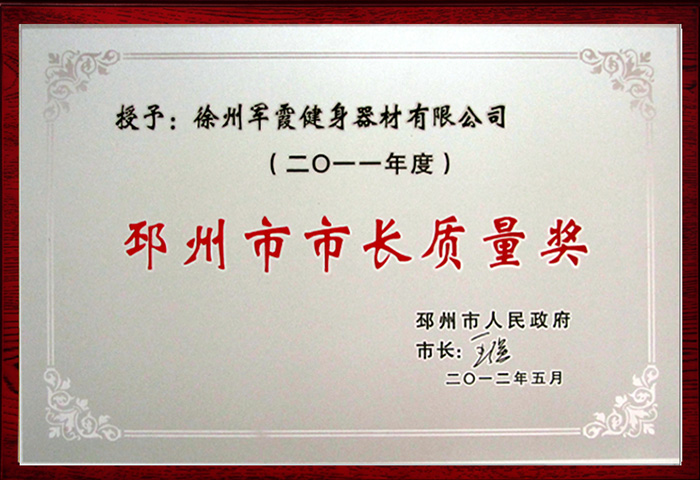 授予：徐州军霞健身器材有限公司
（二〇一一年度）
邳州市市长质量奖
邳州市人民政府
市长：
二〇一二年五月